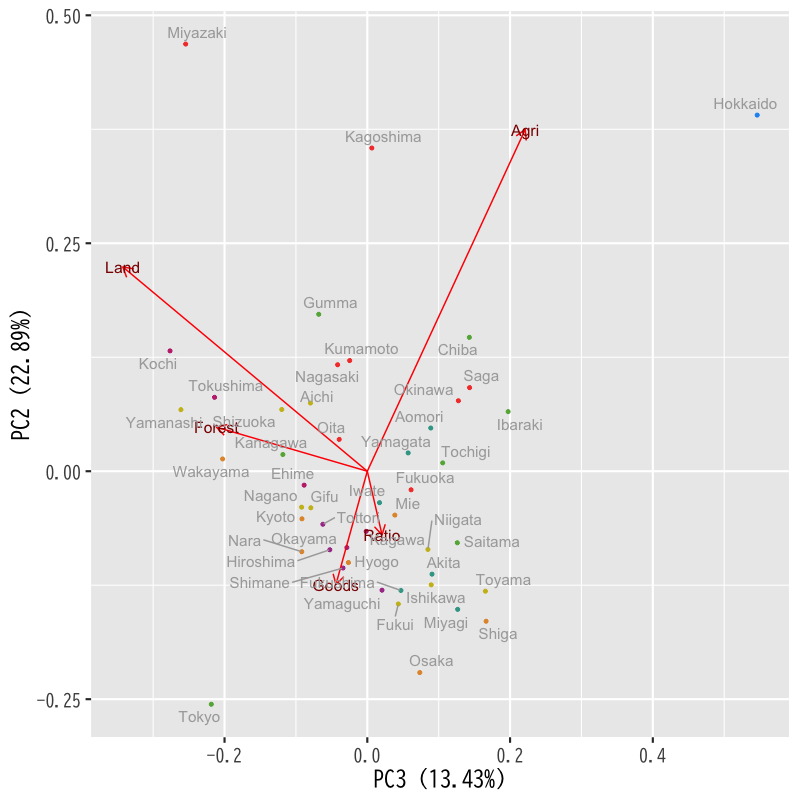 0.50
Miyazaki
Hokkaido
Agri
Kagoshima
0.25
Land
Gumma
Kumamoto
Chiba
Kochi
Nagasaki
Saga
Tokushima
Okinawa
Aichi
Yamanashi
Shizuoka
Aomori
Ibaraki
Forest
Oita
Kanagawa
Yamagata
Tochigi
0.00
Wakayama
Ehime
Fukuoka
Iwate
Nagano
Gifu
Mie
Kyoto
Tottori
Niigata
Ratio
Nara
Okayama
Kagawa
Saitama
Hiroshima
Hyogo
Akita
Shimane
Fukushima
Toyama
Goods
Yamaguchi
Ishikawa
Fukui
Miyagi
Shiga
Osaka
-0.25
Tokyo
-0.2
0.0
0.2
0.4
PC3 (13.43%)
PC2 (22.89%)